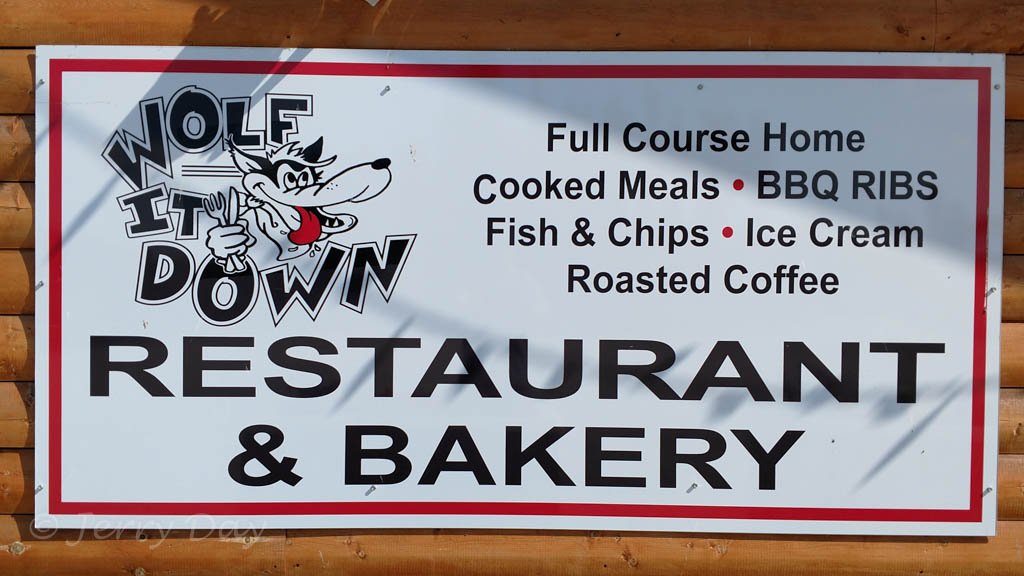 WOLF
IT
DOWN
Full Course Home
Cooked Meals • BBQ RIBS
Fish & Chips • Ice Cream
Roasted Coffee
RESTAURANT
& BAKERY
© Jerry Day